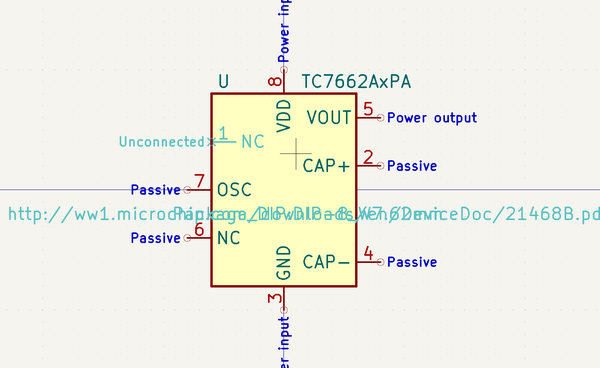 Power inp
8
U
TC7662AxPA
VDD
VOUT
5
Power output
Unconnected
1
NC
CAP+
2
Passive
Passive
7
OSC
http://ww1.microchip.com/downloads/en/DeviceDoc/21468B.pd
Package_DIP:DIP-8_W7.62mm
Passive
6
NC
GND
CAP-
4
Passive
3
er input